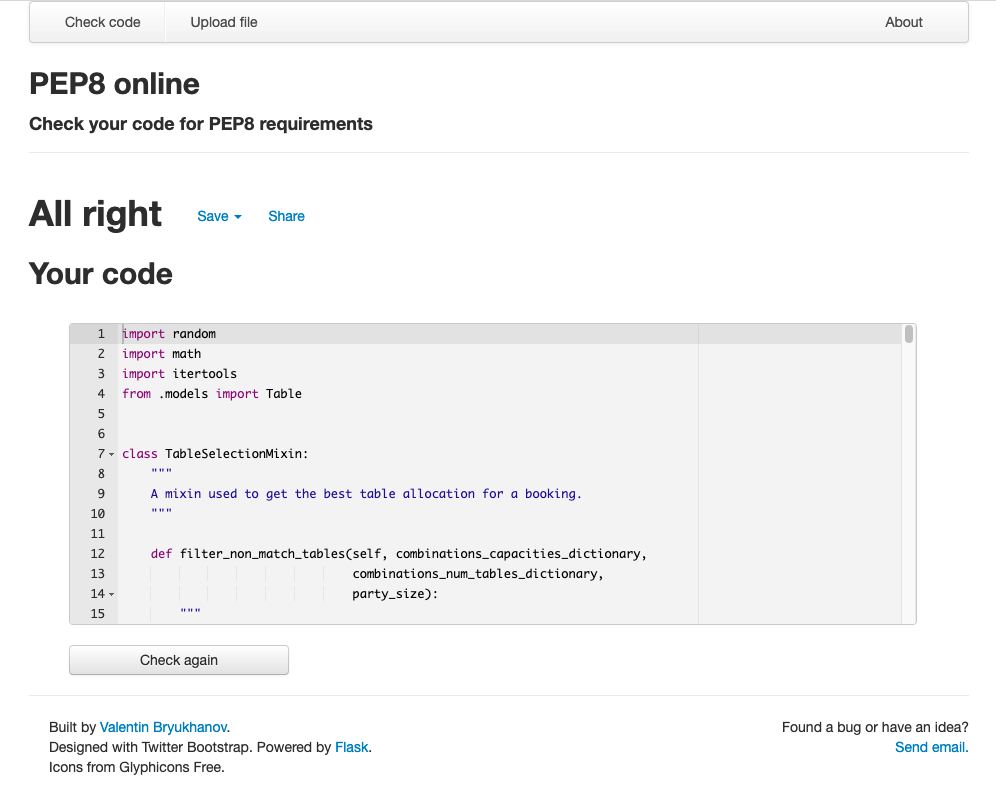 Check code Upload file About
PEP8 online
Check your code for PEP8 requirements
All right Save Share
Your code
1 import random
2 import math
3 import itertools
4 from .models import Table
5
6
7 class TableSelectionMixin:
8 """
9 A mixin used to get the best table allocation for a booking.
10 """
11
12 def filter_non_match_tables(self, combinations_capacities_dictionary,
13 combinations_num_tables_dictionary,
14 party_size):
15 """
Check again
Built by Valentin Bryukhanov. Found a bug or have an idea?
Designed with Twitter Bootstrap. Powered by Flask. Send email.
Icons from Glyphicons Free.